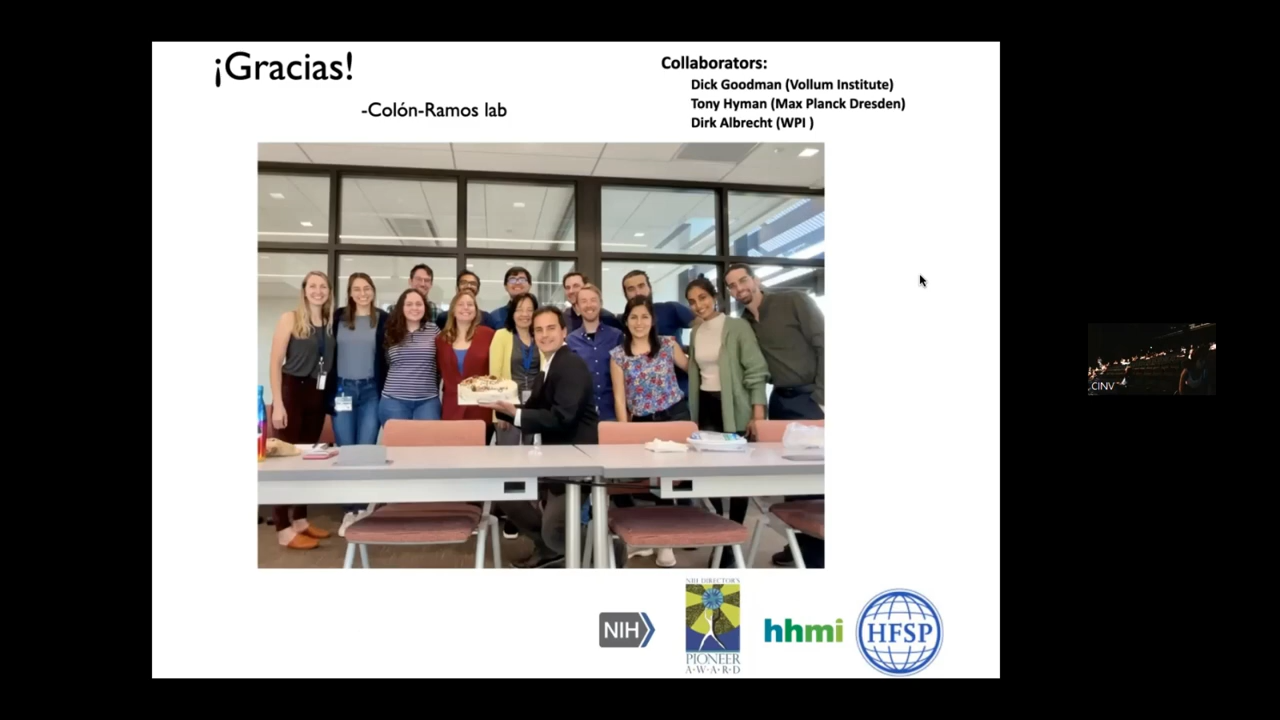 ¡Gracias!
-Colón-Ramos lab
Collaborators:
Dick Goodman (Vollum Institute)
Tony Hyman (Max Planck Dresden)
Dirk Albrecht (WPI )
CINV
NIH
NIH DIRECTOR'S
PIONEER
A•W•A•R•D
hhmi
HFSP